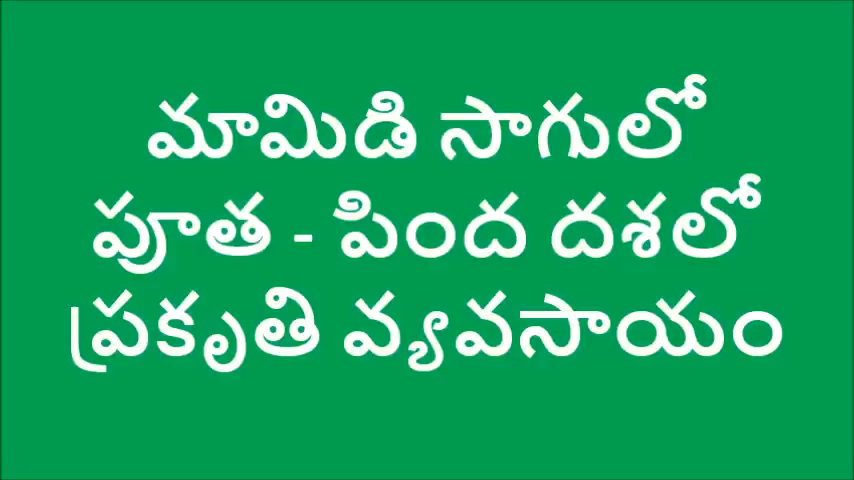 మామిడి సాగులో
పూత - పింద దశలో
ప్రకృతి వ్యవసాయం